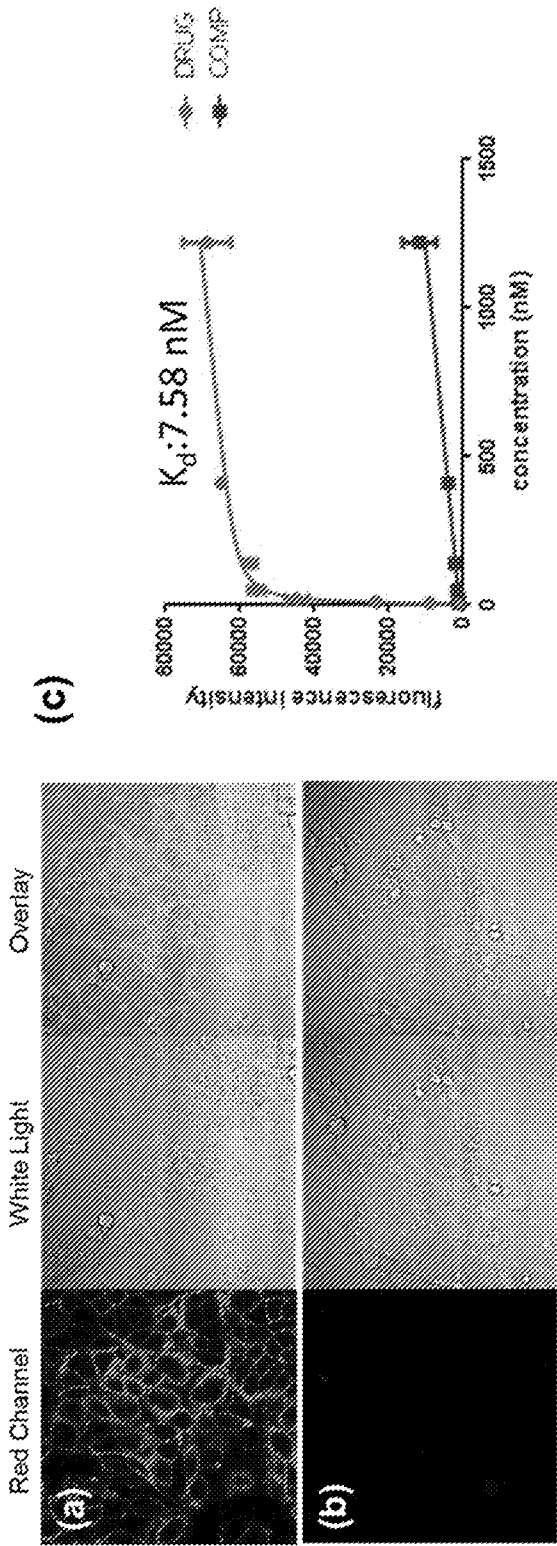 Red Channel White Light Overlay
(a)
(b)
(c)
Kd:7.58 nM
DRUG
COMP
fluorescence intensity
80000
60000
40000
20000
0
0 500 1000 1500
concentration (nM)